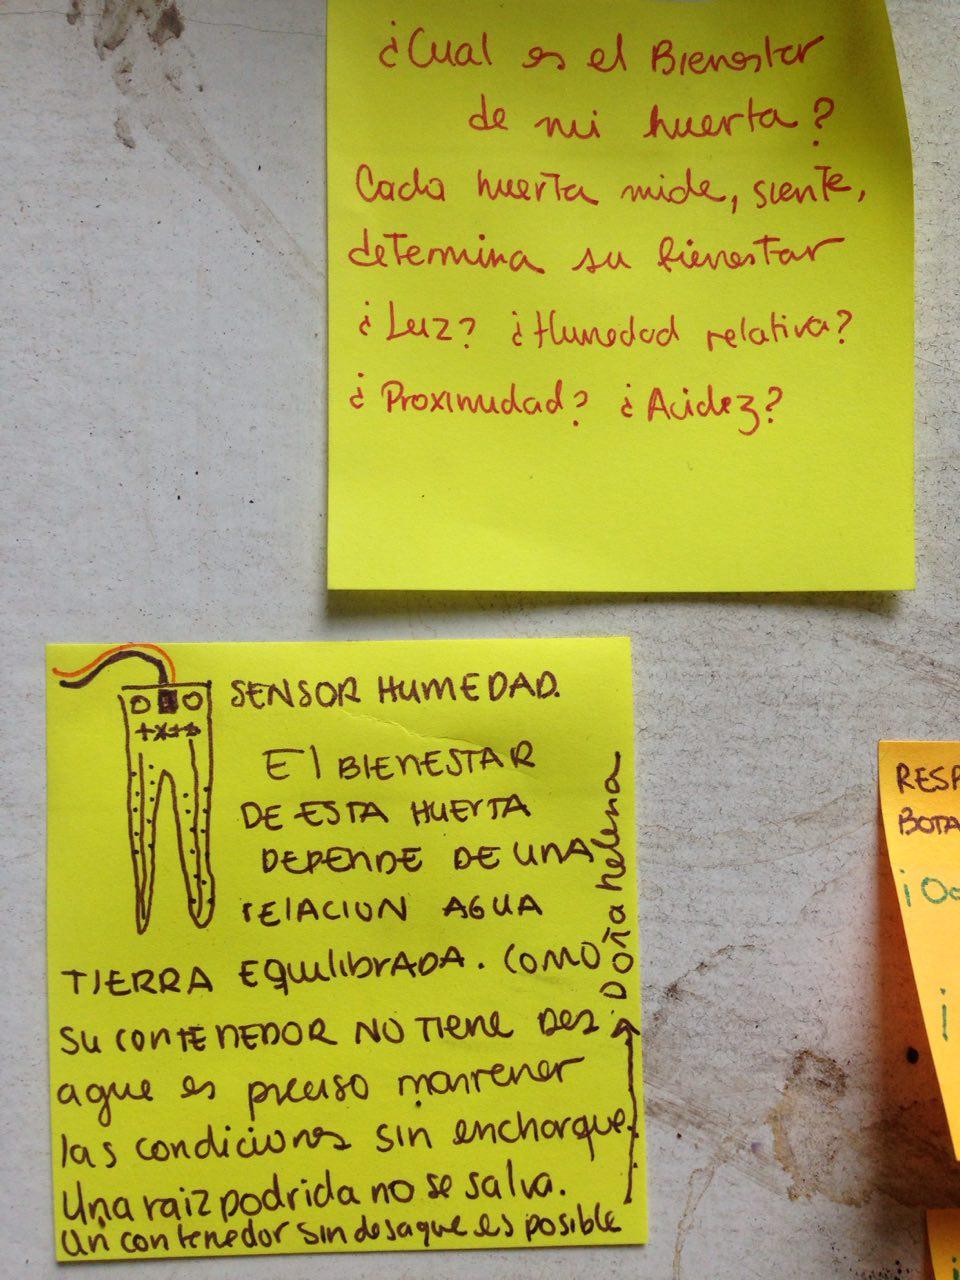 ¿Cual es el Bienestar
de mi huerta?
Cada huerta mide, siente,
determina su bienestar
¿Luz? ¿Humedad relativa?
¿Proximidad? ¿Acidez?
SENSOR HUMEDAD.
El BIENESTAR
DE ESTA HUERTA
DEPENDE DE UNA
RELACION AGUA
TIERRA EquiliBRADA. COMO
SU CONTENEDOR NO TIENE DES
ague es preciso mantener
las condiciones sin encharque.
Una raiz podrida no se salva.
Un contenedor sin desague es posible
DOÑA helena
RESP
BOTA
¡O
¡